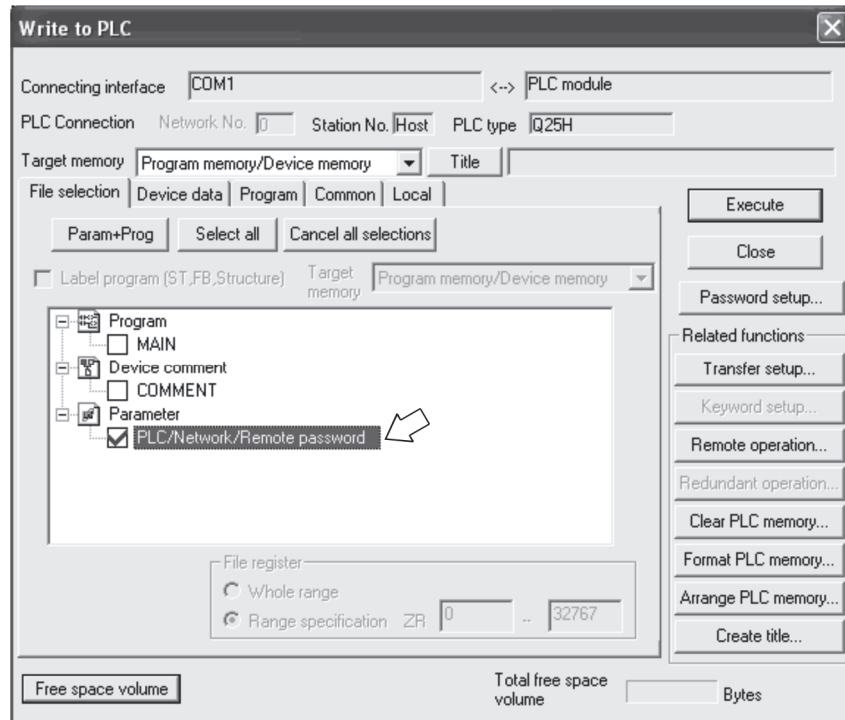 Write to PLC
Connecting interface COM1 <--> PLC module
PLC Connection Network No. 0 Station No. Host PLC type Q25H
Target memory Program memory/Device memory Title
File selection Device data Program Common Local
Param+Prog Select all Cancel all selections
Label program (ST,FB,Structure) Target memory Program memory/Device memory
Program
MAIN
Device comment
COMMENT
Parameter
PLC/Network/Remote password
File register
Whole range
Range specification ZR 0 .. 32767
Execute
Close
Password setup...
Related functions
Transfer setup...
Keyword setup...
Remote operation...
Redundant operation...
Clear PLC memory...
Format PLC memory...
Arrange PLC memory...
Create title...
Free space volume
Total free space volume Bytes